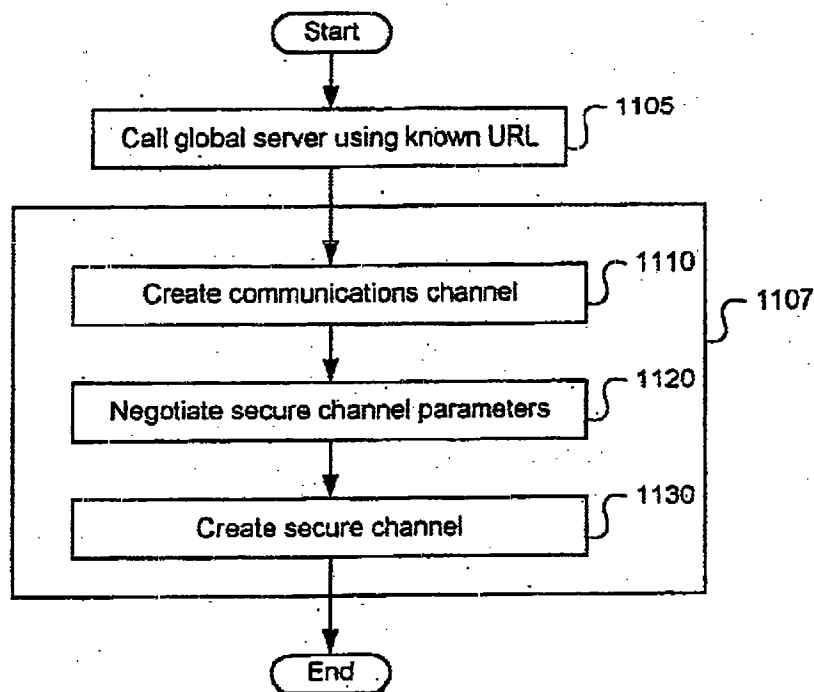 Start
Call global server using known URL
1105
Create communications channel
1110
1107
Negotiate secure channel parameters
1120
Create secure channel
1130
End